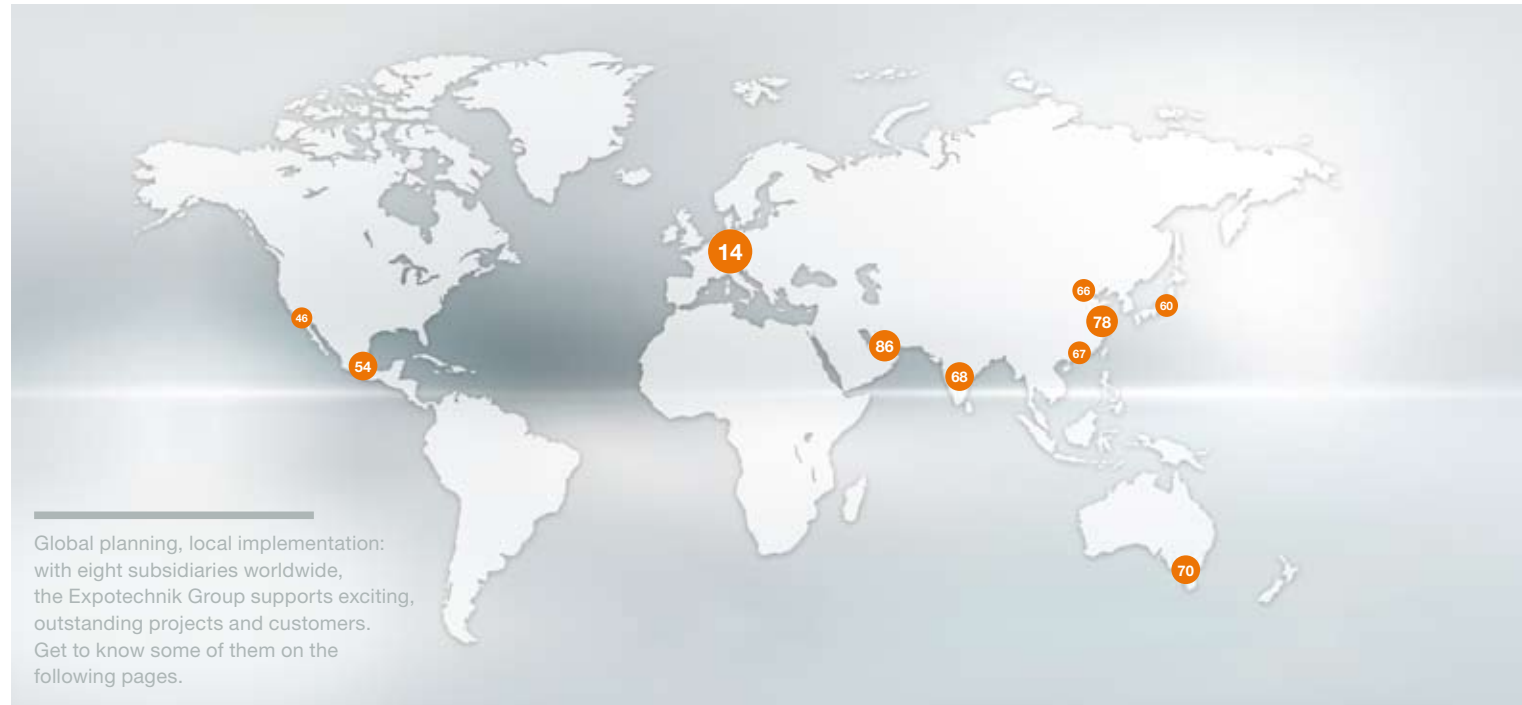 14
66
60
46
78
86
67
54
68
70
Global planning, local implementation:
with eight subsidiaries worldwide,
the Expotechnik Group supports exciting,
outstanding projects and customers.
Get to know some of them on the
following pages.